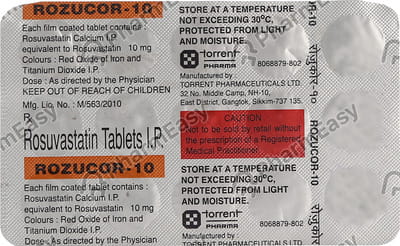 ROZUCOR-10
Each film coated tablet contains :
Rosuvastatin Calcium I.P.
equivalent to Rosuvastatin 10 mg
Colours : Red Oxide of Iron and
Titanium Dioxide I.P.
Dose : As directed by the Physician
KEEP OUT OF REACH OF CHILDREN
Mfg. Lic. No. : M/563/2010
Rosuvastatin Tablets I.P.
ROZUCOR-10
Each film coated tablet contains :
Rosuvastatin Calcium I.P.
equivalent to Rosuvastatin 10 mg
Colours : Red Oxide of Iron and
Titanium Dioxide I.P.
Dose : As directed by the Physician
STORE AT A TEMPERATURE
NOT EXCEEDING 30°C,
PROTECTED FROM LIGHT
AND MOISTURE.
torrent
PHARMA
8068879-802
Manufactured by :
TORRENT PHARMACEUTICALS LTD.
32 No. Middle Camp, NH-10,
East District, Gangtok, Sikkim-737 135.
CAUTION
Not to be sold by retail without
the prescription of a Registered
Medical Practitioner.
STORE AT A TEMPERATURE
NOT EXCEEDING 30°C,
PROTECTED FROM LIGHT
AND MOISTURE.
torrent
PHARMA
8068879-802
Manufactured by :
ROZUCOR-10
PharmEasy